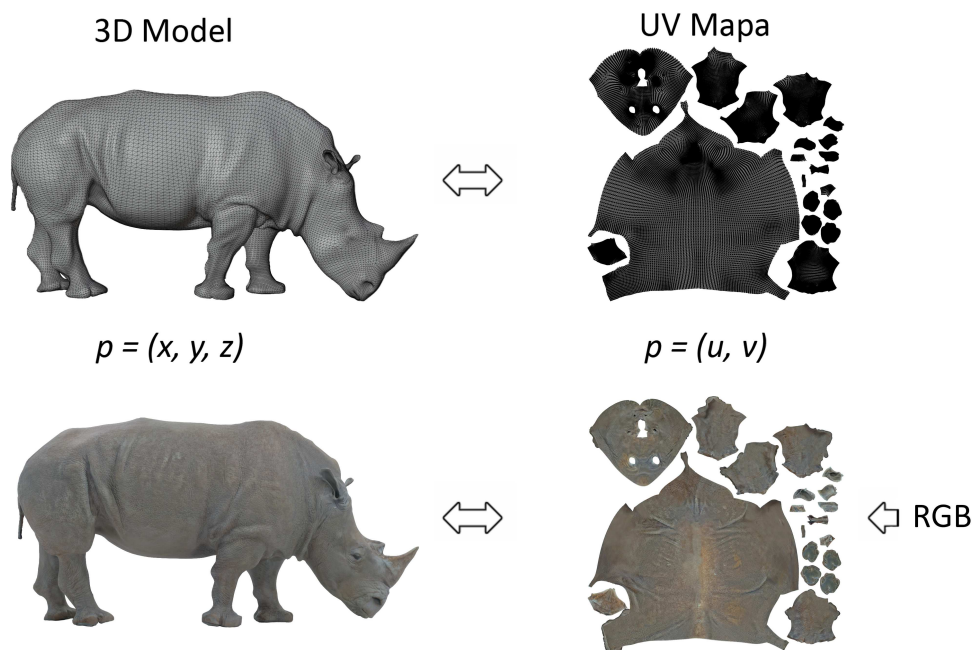 3D Model
UV Mapa
p = (x, y, z)
p = (u, v)
RGB